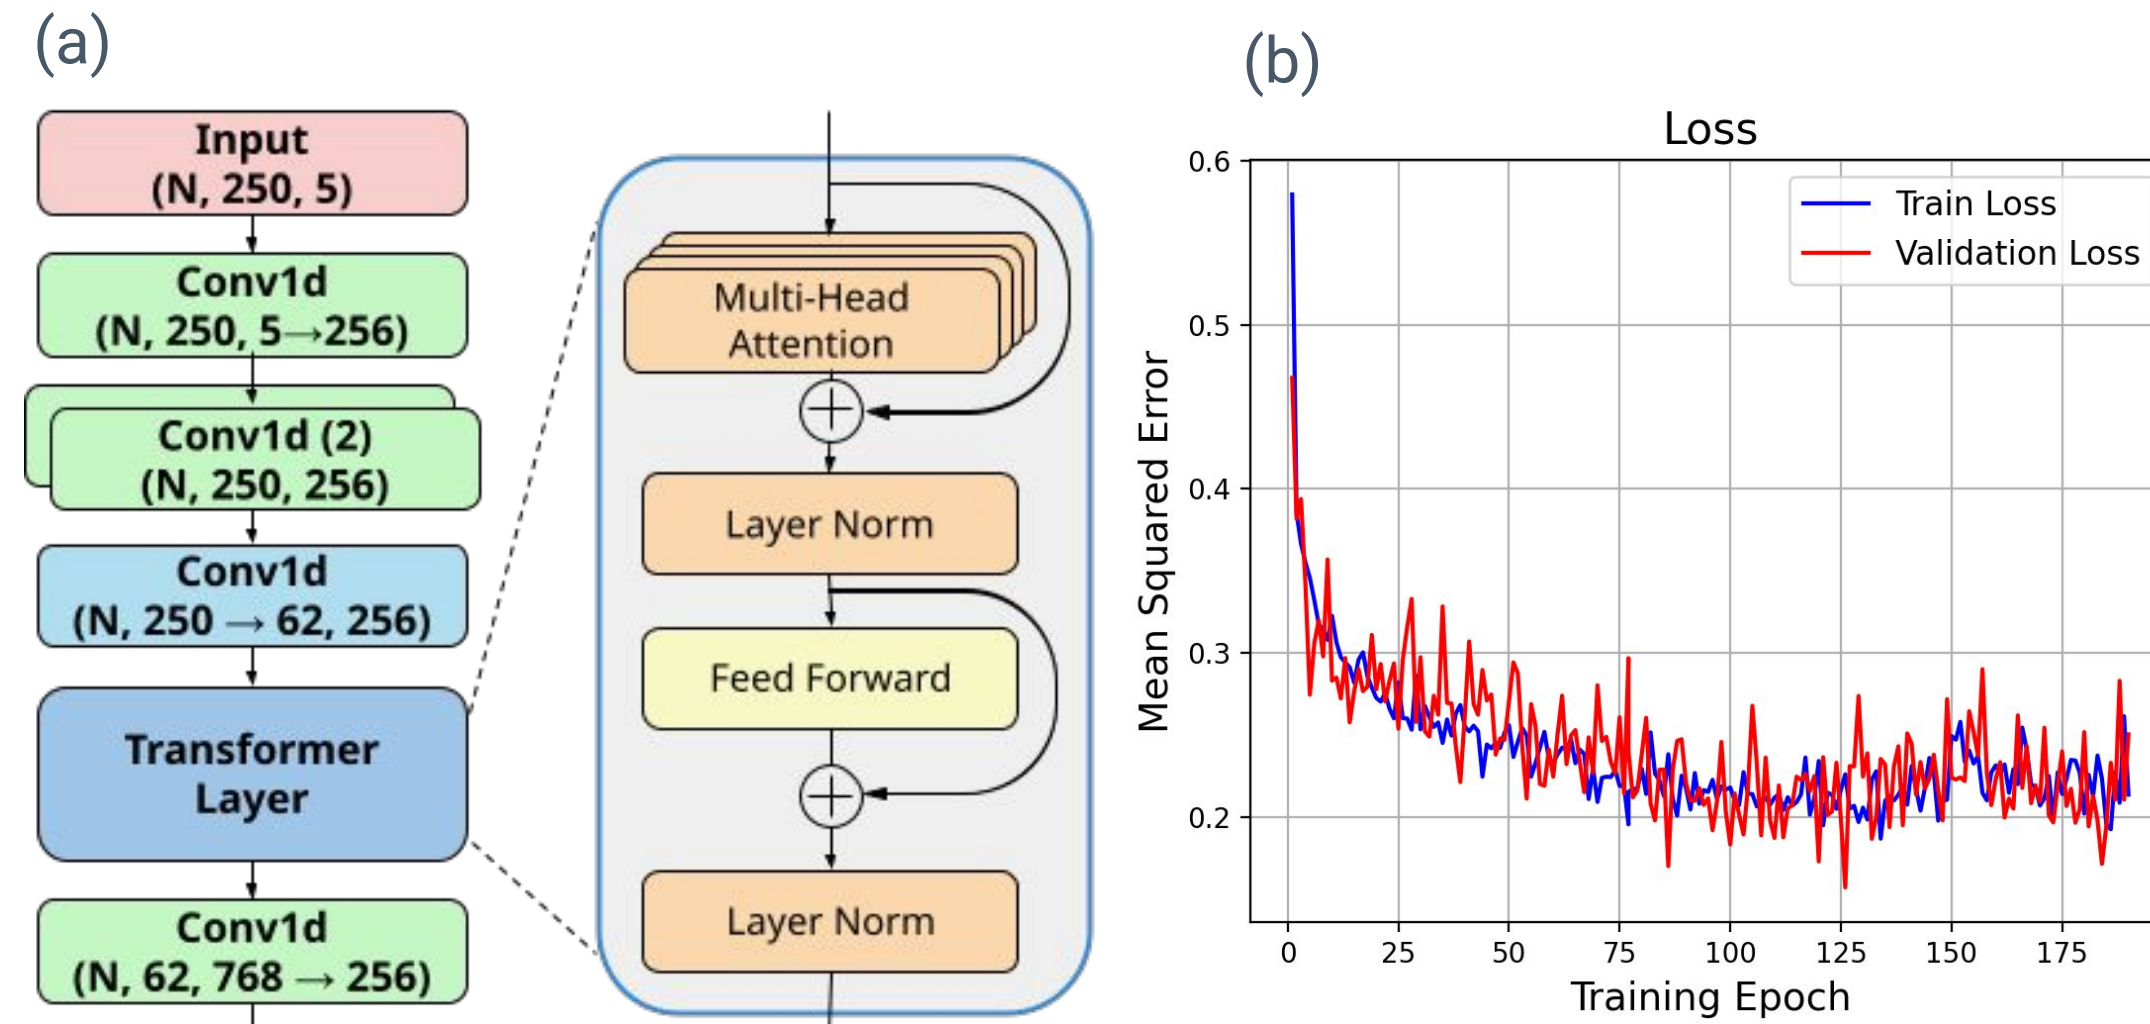 (a)
Input
(N, 250, 5)
Conv1d
(N, 250, 5→256)
Conv1d (2)
(N, 250, 256)
Conv1d
(N, 250 → 62, 256)
Transformer
Layer
Conv1d
(N, 62, 768 → 256)
Multi-Head
Attention
Layer Norm
Feed Forward
Layer Norm
(b)
Loss
Train Loss
Validation Loss
Mean Squared Error
0.6
0.5
0.4
0.3
0.2
0 25 50 75 100 125 150 175
Training Epoch